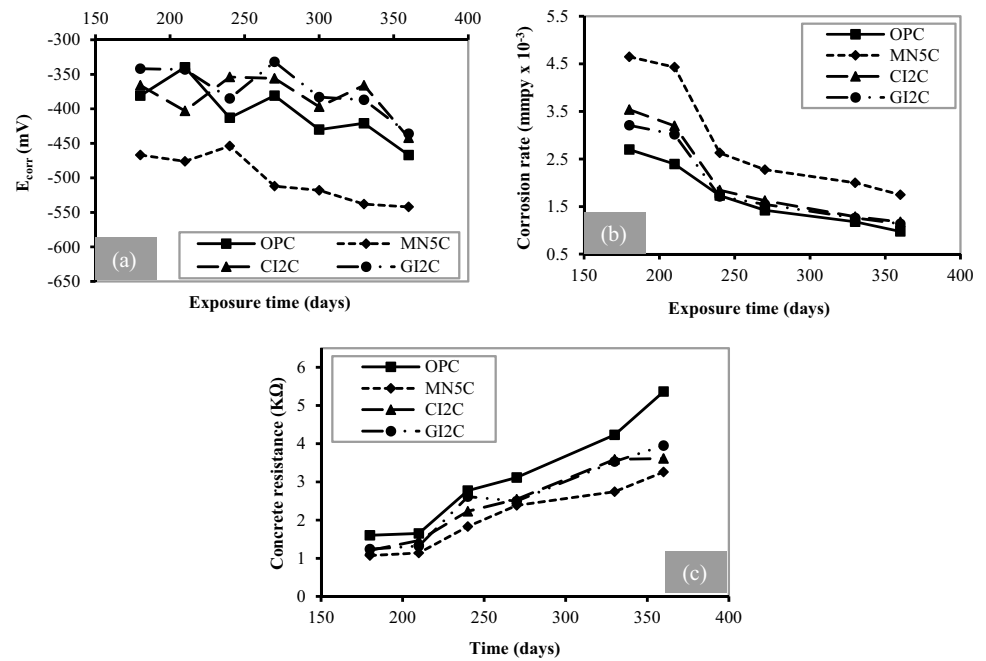 150 200 250 300 350 400
-300
-350
-400
-450
-500
-550
-600
-650
E_corr (mV)
(a)
OPC MN5C
CI2C GI2C
Exposure time (days)
5.5
4.5
3.5
2.5
1.5
0.5
Corrosion rate (mmpy x 10⁻³)
OPC
MN5C
CI2C
GI2C
(b)
150 200 250 300 350 400
Exposure time (days)
6
5
4
3
2
1
0
Concrete resistance (KΩ)
OPC
MN5C
CI2C
GI2C
(c)
150 200 250 300 350 400
Time (days)